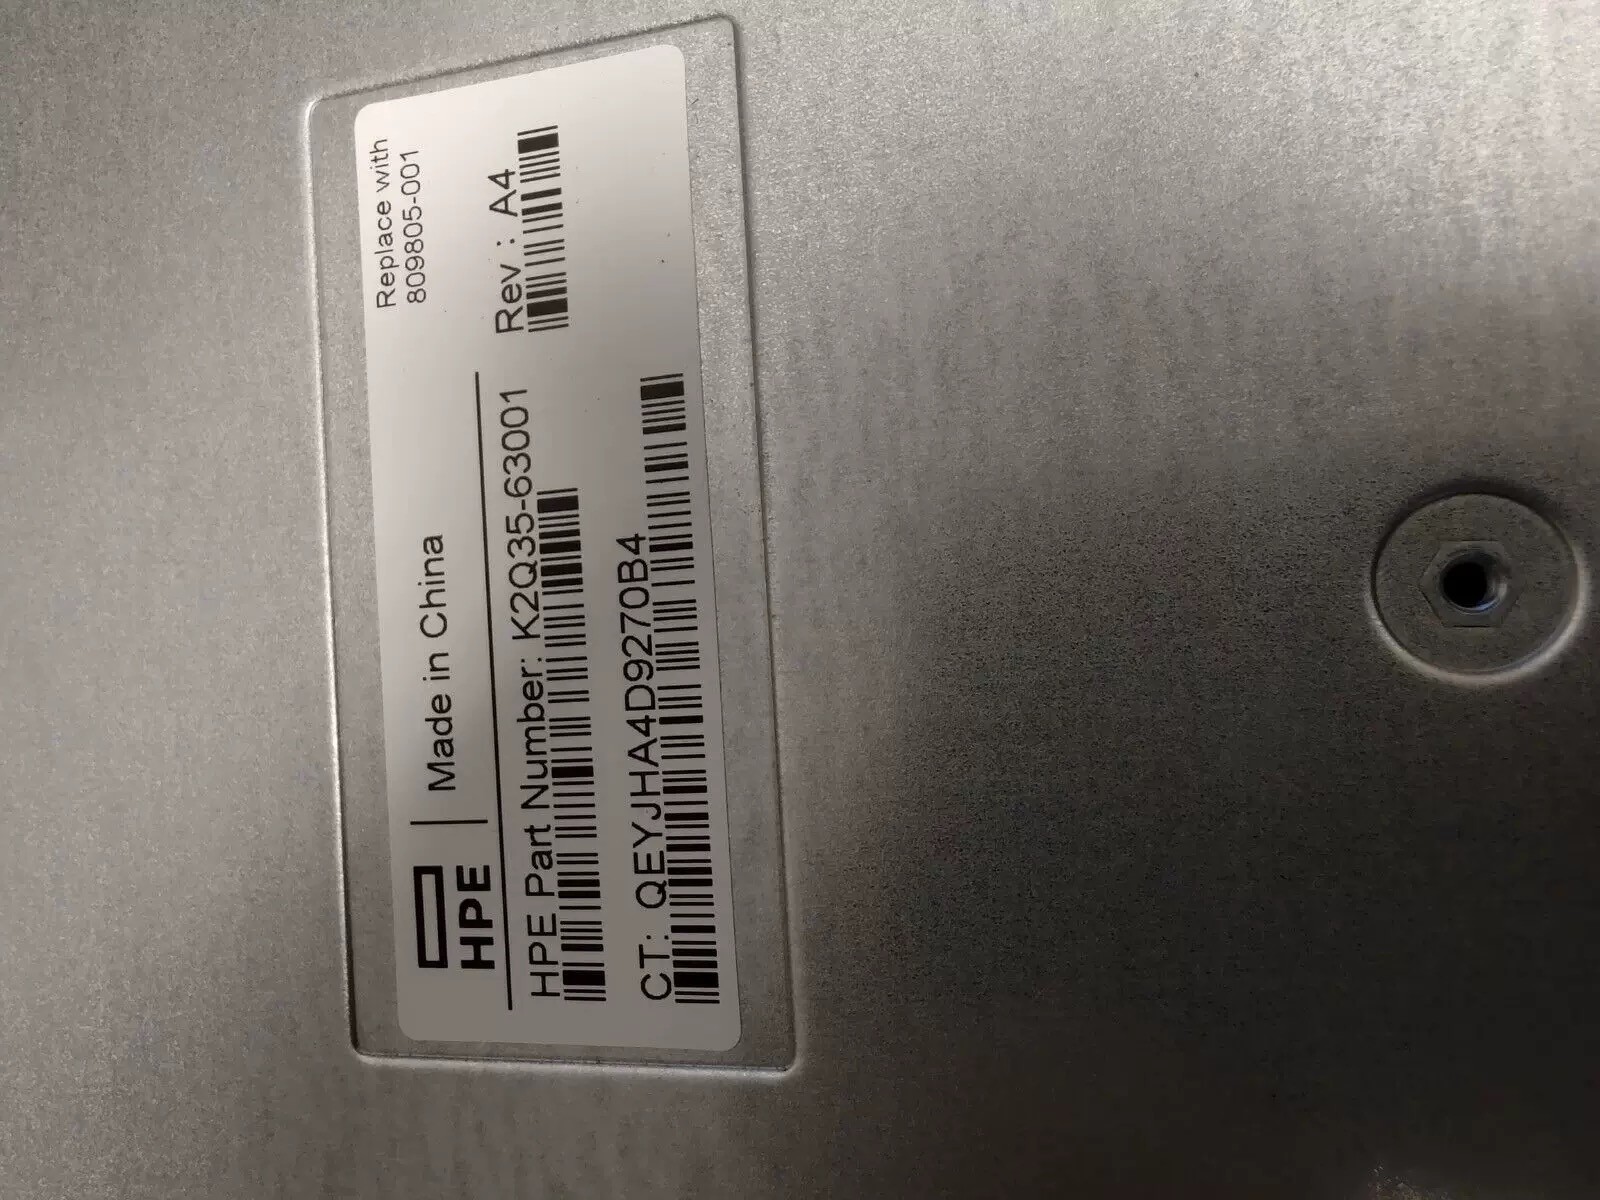 Replace with
809805-001
HPE | Made in China
HPE Part Number: K2Q35-63001
Rev : A4
CT: QEYJHA4D9270B4